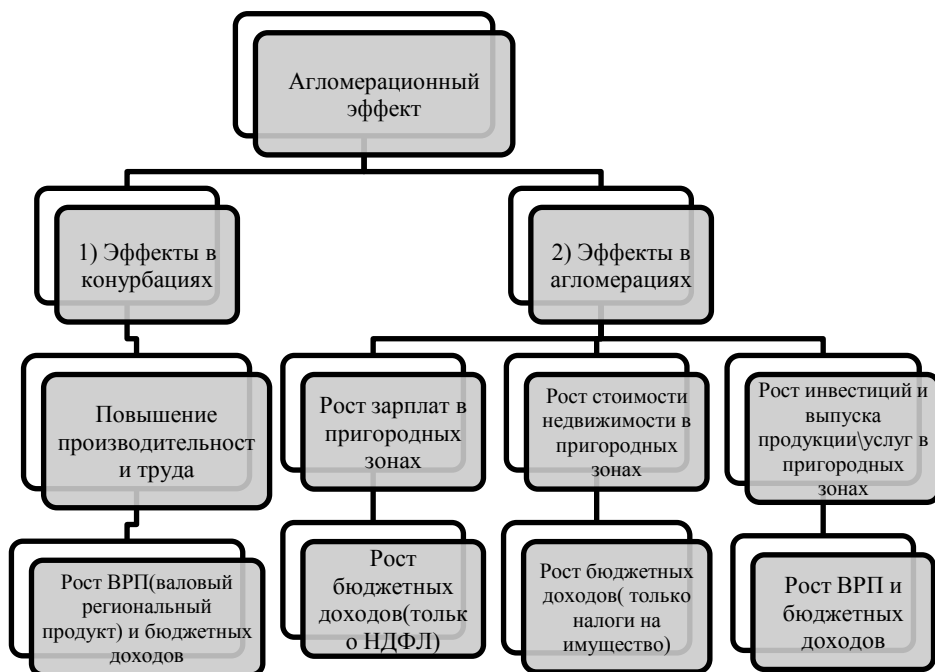 Агломерационный
эффект
1) Эффекты в
конурбациях
2) Эффекты в
агломерациях
Повышение
производительност
и труда
Рост зарплат в
пригородных
зонах
Рост стоимости
недвижимости в
пригородных
зонах
Рост инвестиций и
выпуска
продукции\услуг в
пригородных
зонах
Рост ВРП(валовый
региональный
продукт) и бюджетных
доходов
Рост
бюджетных
доходов(тольк
о НДФЛ)
Рост бюджетных
доходов( только
налоги на
имущество)
Рост ВРП и
бюджетных
доходов